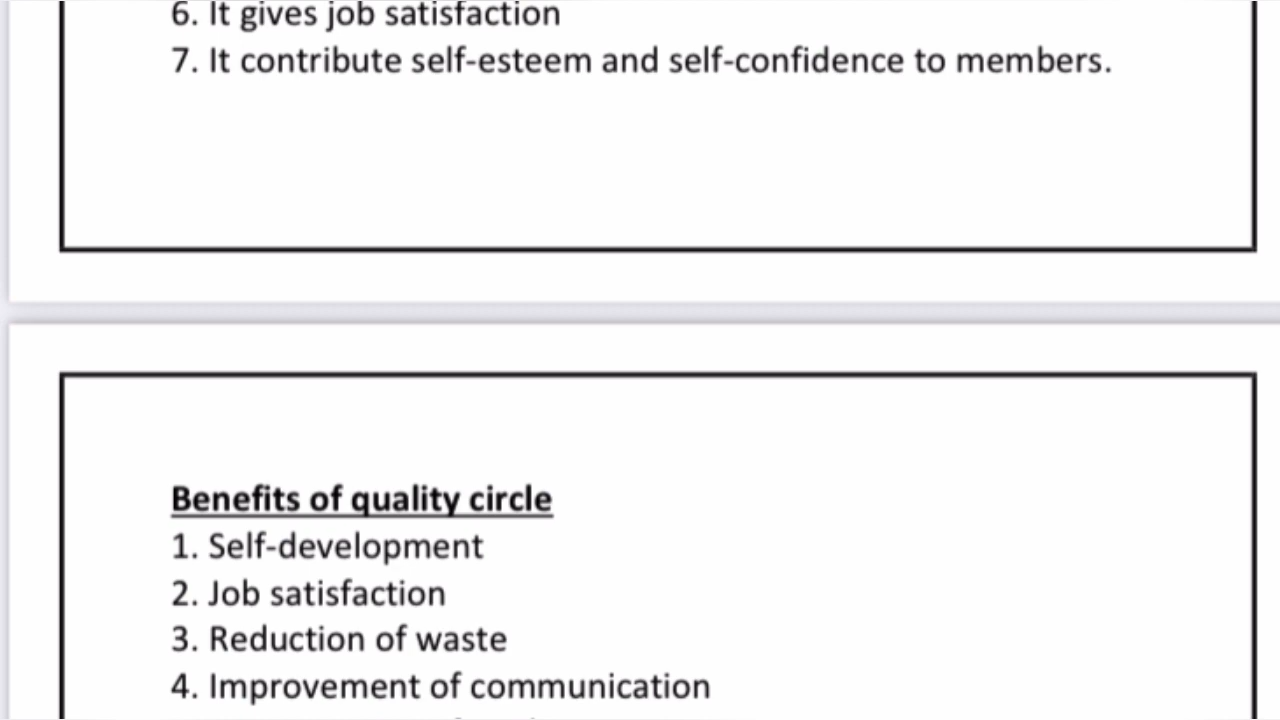 6. It gives job satisfaction
7. It contribute self-esteem and self-confidence to members.
Benefits of quality circle
1. Self-development
2. Job satisfaction
3. Reduction of waste
4. Improvement of communication